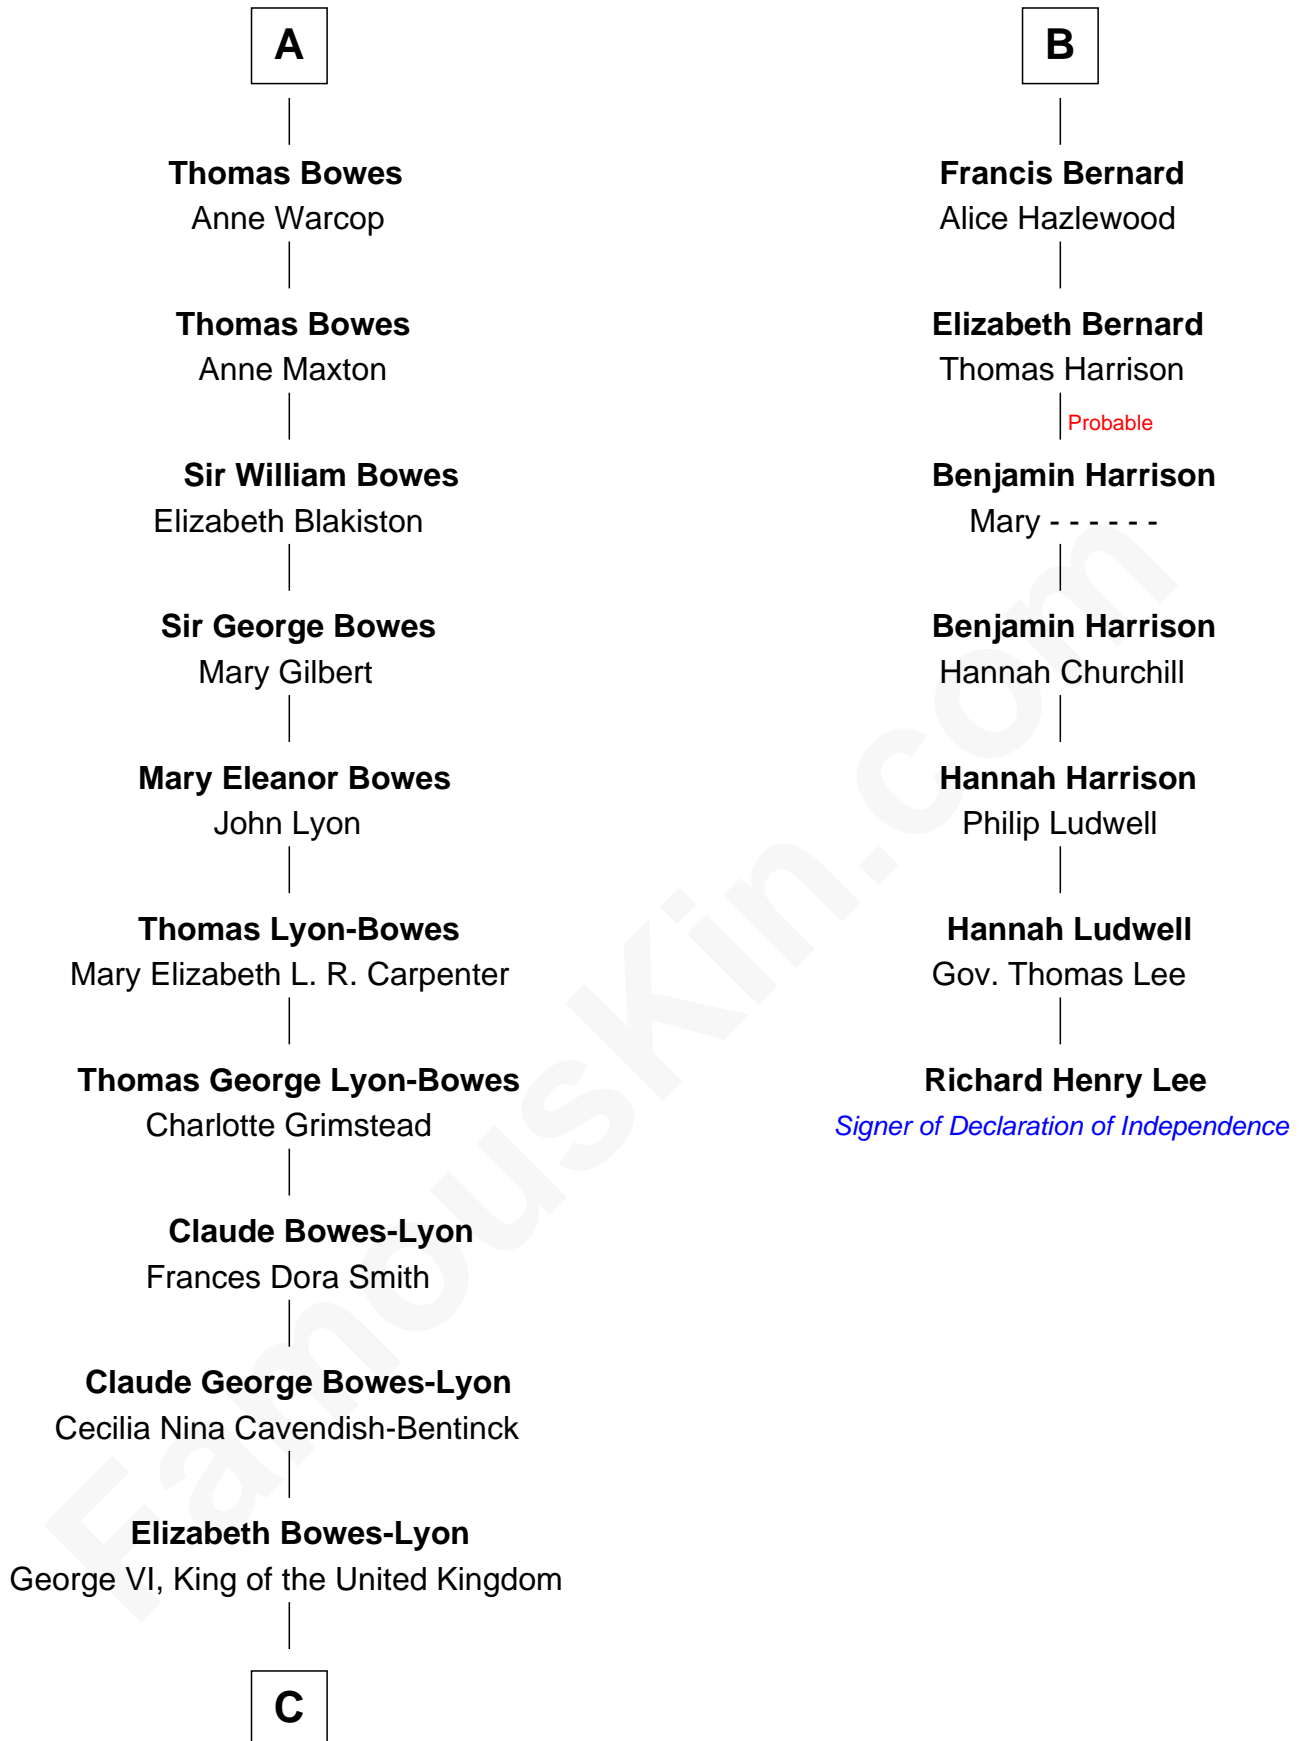 A
Thomas Bowes
Anne Warcop
Thomas Bowes
Anne Maxton
Sir William Bowes
Elizabeth Blakiston
Sir George Bowes
Mary Gilbert
Mary Eleanor Bowes
John Lyon
Thomas Lyon-Bowes
Mary Elizabeth L. R. Carpenter
Thomas George Lyon-Bowes
Charlotte Grimstead
Claude Bowes-Lyon
Frances Dora Smith
Claude George Bowes-Lyon
Cecilia Nina Cavendish-Bentinck
Elizabeth Bowes-Lyon
George VI, King of the United Kingdom
C
B
Francis Bernard
Alice Hazlewood
Elizabeth Bernard
Thomas Harrison
Probable
Benjamin Harrison
Mary - - - - - -
Benjamin Harrison
Hannah Churchill
Hannah Harrison
Philip Ludwell
Hannah Ludwell
Gov. Thomas Lee
Richard Henry Lee
Signer of Declaration of Independence
FamousKin.com